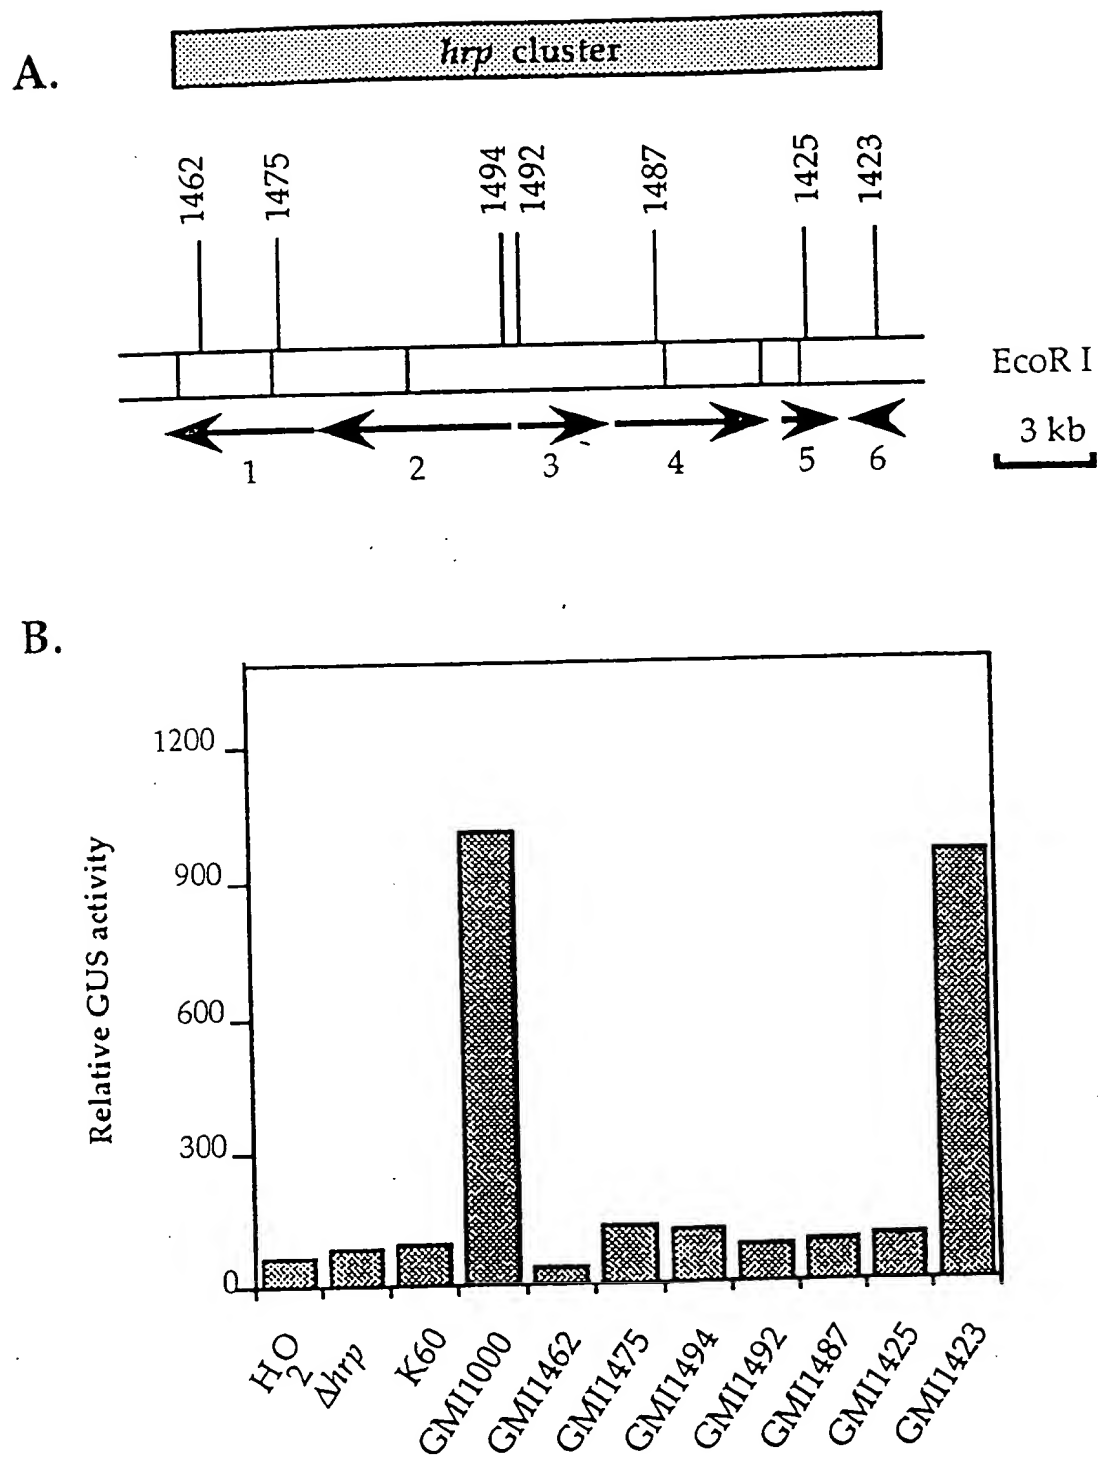 A.
hrp cluster
1462
1475
1494
1492
1487
1425
1423
EcoR I
3 kb
1
2
3
4
5
6
B.
Relative GUS activity
1200
900
600
300
0
H2O
Δhrp
K60
GMI1000
GMI1462
GMI1475
GMI1494
GMI1492
GMI1487
GMI1425
GMI1423